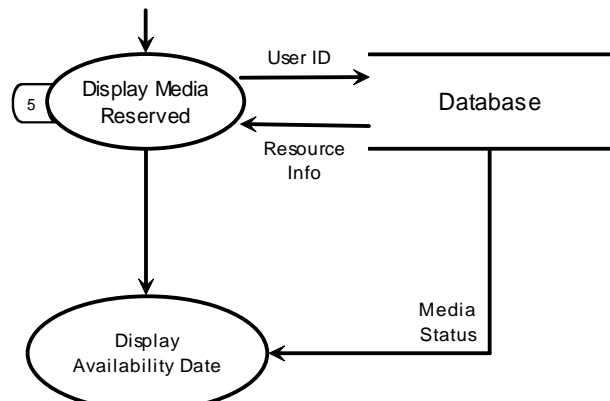 User ID
5
Display Media
Reserved
Database
Resource
Info
Media
Status
Display
Availability Date